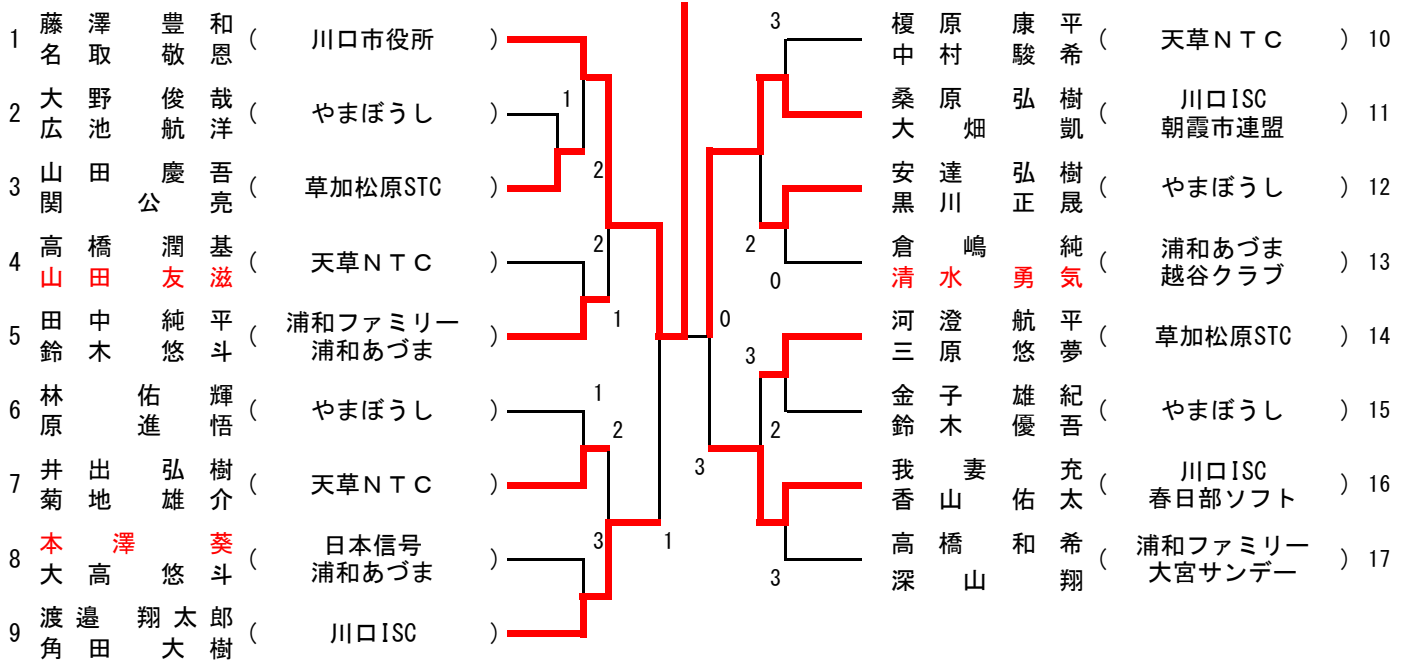 1 藤澤豊和 ( 川口市役所 )
名取敬恩
2 大野俊哉 ( やまぼうし )
広池航洋
3 山田慶吾 ( 草加松原STC )
関公亮
4 高橋潤基 ( 天草ＮＴＣ )
山田友滋
5 田中純平 ( 浦和ファミリー )
鈴木悠斗 浦和あづま
6 林佑輝 ( やまぼうし )
原進悟
7 井出弘樹 ( 天草ＮＴＣ )
菊地雄介
8 本澤葵 ( 日本信号 )
大高悠斗 浦和あづま
9 渡邉翔太郎 ( 川口ISC )
角田大樹
1
2
2
1
1
2
3
1
0
3
3
2
0
3
2
3
榎原康平 ( 天草ＮＴＣ ) 10
中村駿希
桑原弘樹 ( 川口ISC ) 11
大畑凱 朝霞市連盟
安達弘樹 ( やまぼうし ) 12
黒川正晟
倉嶋純 ( 浦和あづま ) 13
清水勇気 越谷クラブ
河澄航平 ( 草加松原STC ) 14
三原悠夢
金子雄紀 ( やまぼうし ) 15
鈴木優吾
我妻充 ( 川口ISC ) 16
香山佑太 春日部ソフト
高橋和希 ( 浦和ファミリー ) 17
深山翔 大宮サンデー